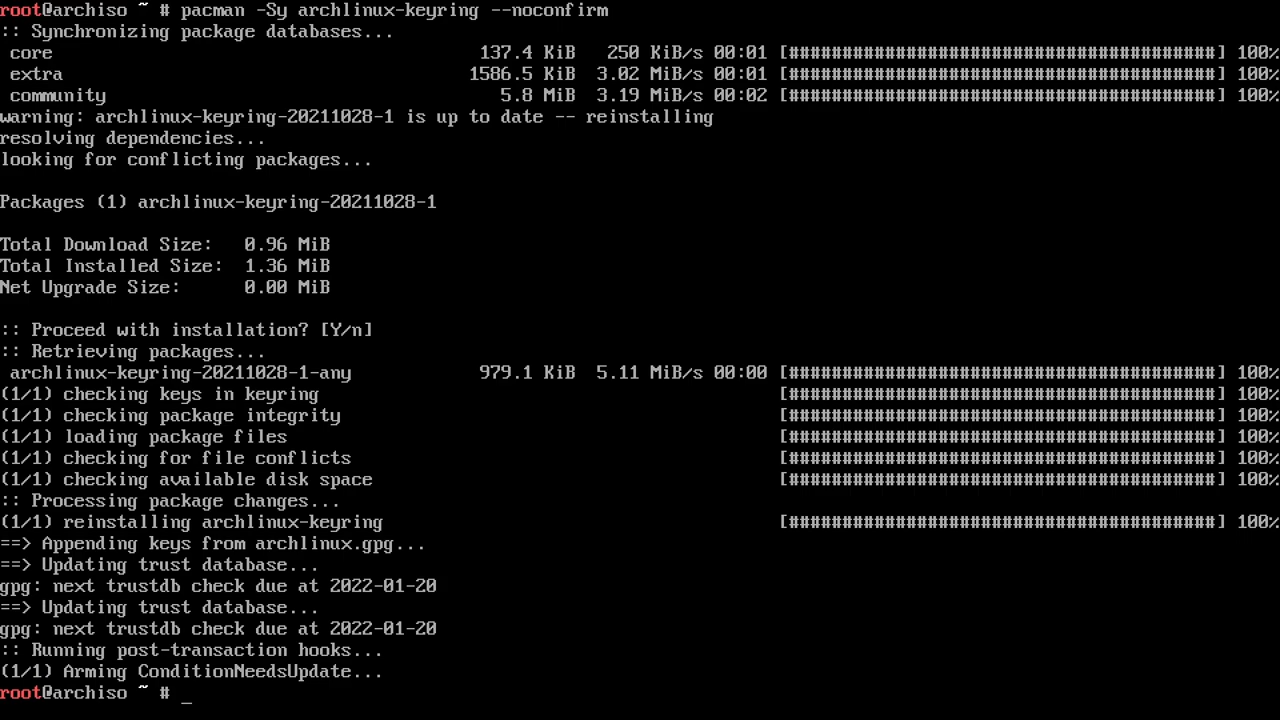 root@archiso ~ # pacman -Sy archlinux-keyring --noconfirm
:: Synchronizing package databases...
 core                                        137.4 KiB   250 KiB/s 00:01 [########################################] 100%
 extra                                      1586.5 KiB  3.02 MiB/s 00:01 [########################################] 100%
 community                                     5.8 MiB  3.19 MiB/s 00:02 [########################################] 100%
warning: archlinux-keyring-20211028-1 is up to date -- reinstalling
resolving dependencies...
looking for conflicting packages...

Packages (1) archlinux-keyring-20211028-1

Total Download Size:   0.96 MiB
Total Installed Size:  1.36 MiB
Net Upgrade Size:      0.00 MiB

:: Proceed with installation? [Y/n]
:: Retrieving packages...
 archlinux-keyring-20211028-1-any            979.1 KiB  5.11 MiB/s 00:00 [########################################] 100%
(1/1) checking keys in keyring                                           [########################################] 100%
(1/1) checking package integrity                                         [########################################] 100%
(1/1) loading package files                                              [########################################] 100%
(1/1) checking for file conflicts                                        [########################################] 100%
(1/1) checking available disk space                                      [########################################] 100%
:: Processing package changes...
(1/1) reinstalling archlinux-keyring                                     [########################################] 100%
==> Appending keys from archlinux.gpg...
==> Updating trust database...
gpg: next trustdb check due at 2022-01-20
==> Updating trust database...
gpg: next trustdb check due at 2022-01-20
:: Running post-transaction hooks...
(1/1) Arming ConditionNeedsUpdate...
root@archiso ~ # _